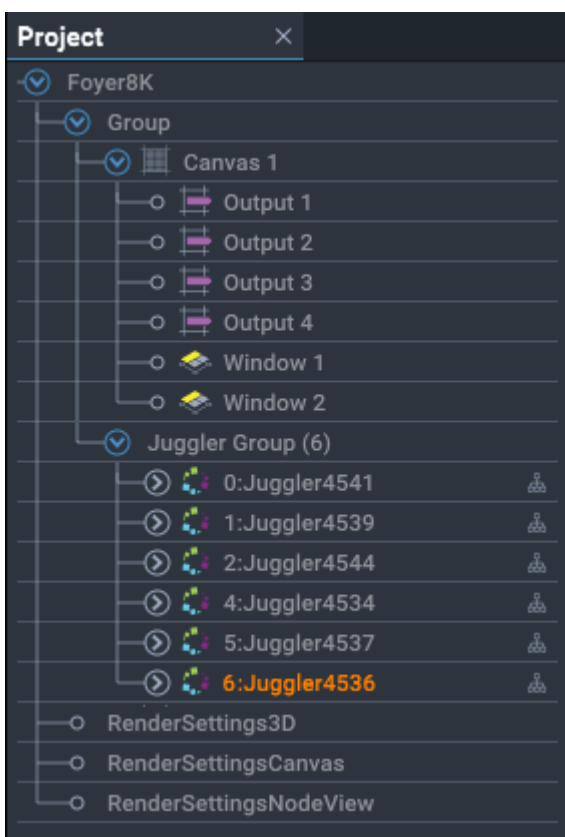 Project
Foyer8K
Group
Canvas 1
Output 1
Output 2
Output 3
Output 4
Window 1
Window 2
Juggler Group (6)
0:Juggler4541
1:Juggler4539
2:Juggler4544
4:Juggler4534
5:Juggler4537
6:Juggler4536
RenderSettings3D
RenderSettingsCanvas
RenderSettingsNodeView